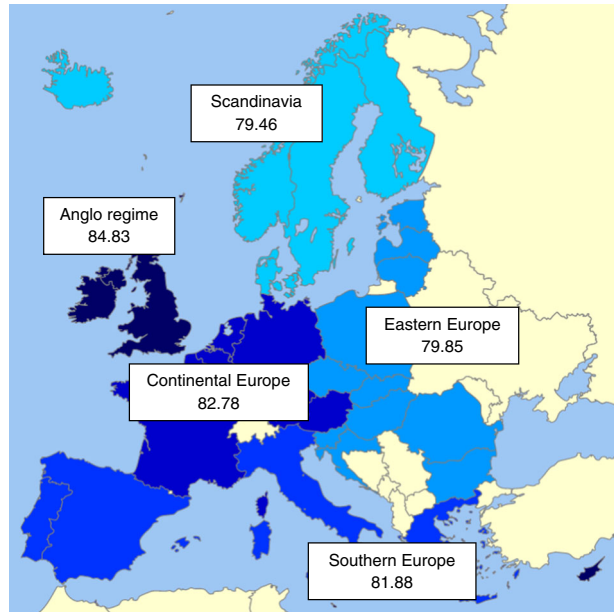 Scandinavia
79.46
Anglo regime
84.83
Eastern Europe
79.85
Continental Europe
82.78
Southern Europe
81.88